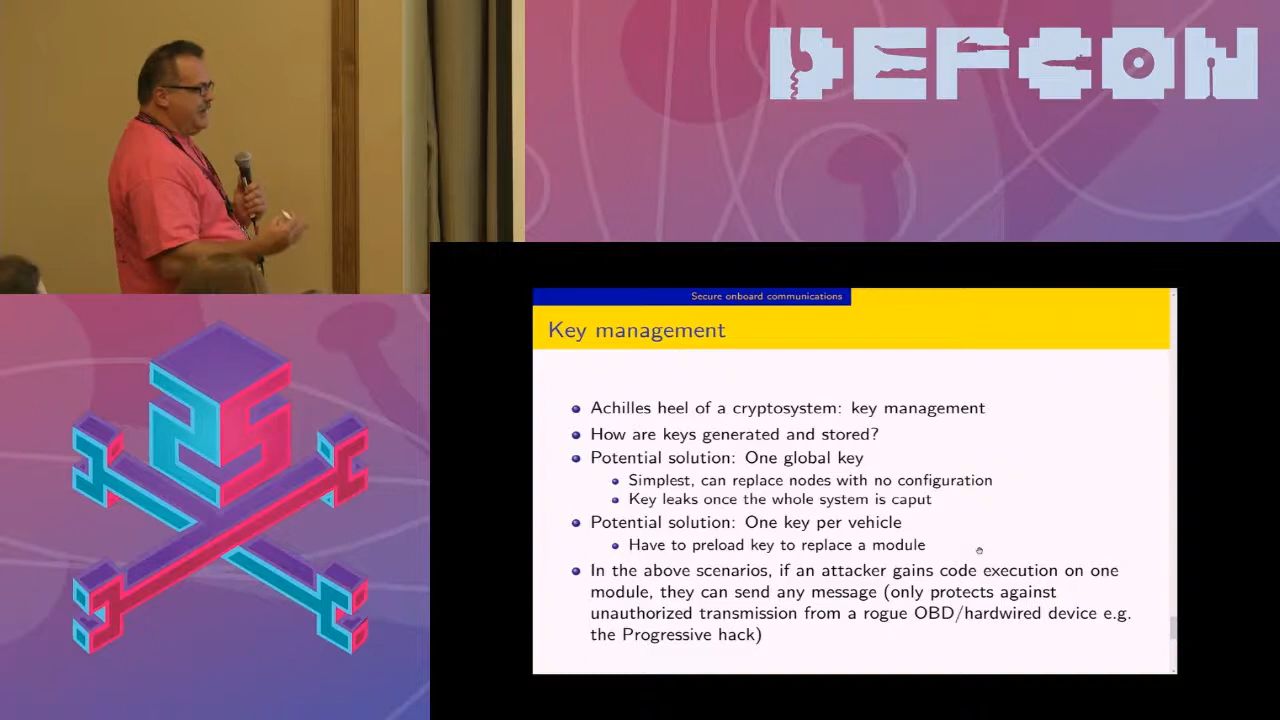 DEFCON
Secure onboard communications
Key management
Achilles heel of a cryptosystem: key management
How are keys generated and stored?
Potential solution: One global key
Simplest, can replace nodes with no configuration
Key leaks once the whole system is caput
Potential solution: One key per vehicle
Have to preload key to replace a module
In the above scenarios, if an attacker gains code execution on one
module, they can send any message (only protects against
unauthorized transmission from a rogue OBD/hardwired device e.g.
the Progressive hack)
25